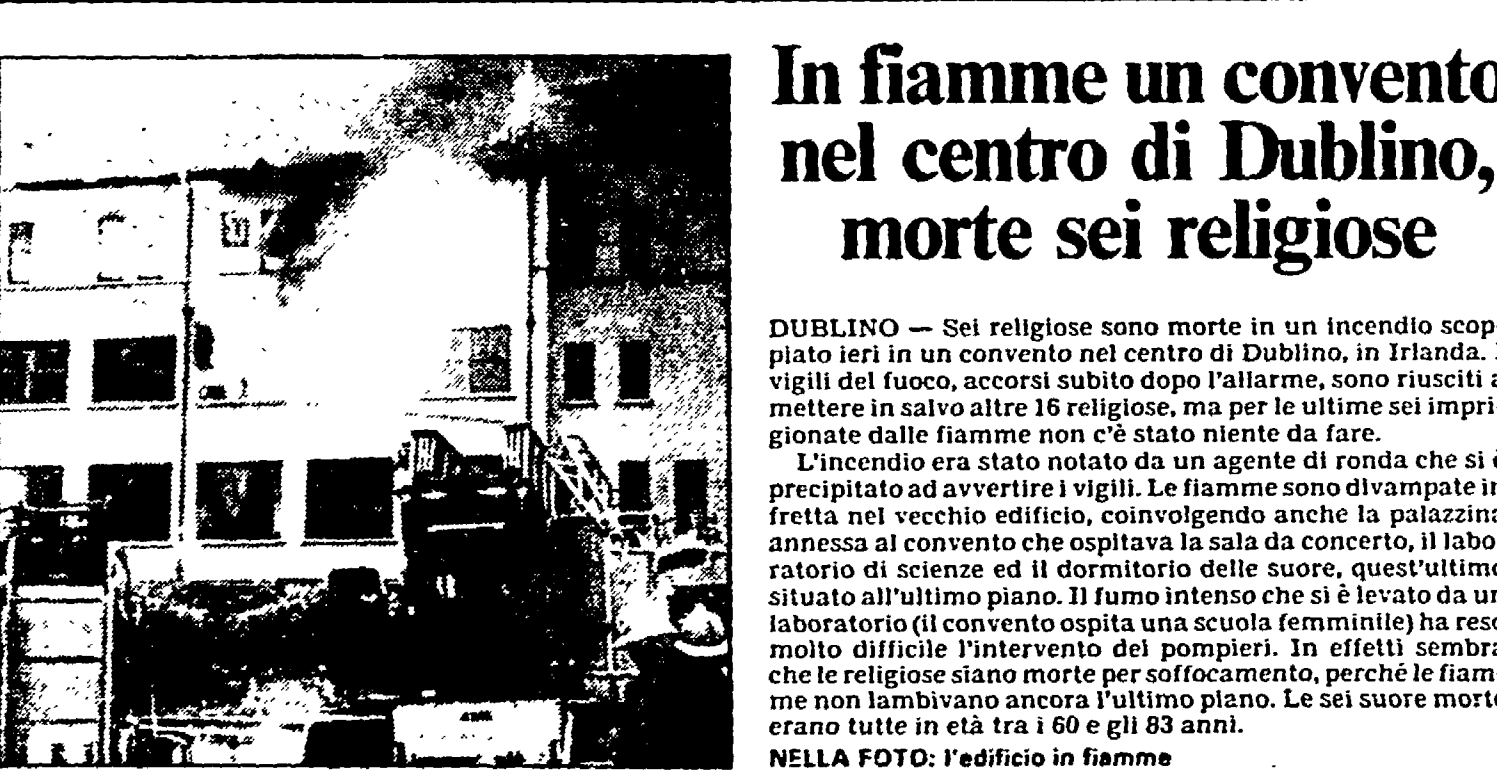 In fiamme un convento
nel centro di Dublino,
morte sei religiose
DUBLINO — Sei religiose sono morte in un incendio scop-
piato ieri in un convento nel centro di Dublino, in Irlanda. I
vigili del fuoco, accorsi subito dopo l'allarme, sono riusciti a
mettere in salvo altre 16 religiose, ma per le ultime sei impri-
gionate dalle fiamme non c'è stato niente da fare.
L'incendio era stato notato da un agente di ronda che si è
precipitato ad avvertire i vigili. Le fiamme sono divampate in
fretta nel vecchio edificio, coinvolgendo anche la palazzina
annessa al convento che ospitava la sala da concerto, il labo-
ratorio di scienze ed il dormitorio delle suore, quest'ultimo
situato all'ultimo piano. Il fumo intenso che si è levato da un
laboratorio (il convento ospita una scuola femminile) ha reso
molto difficile l'intervento dei pompieri. In effetti sembra
che le religiose siano morte per soffocamento, perché le fiam-
me non lambivano ancora l'ultimo piano. Le sei suore morte
erano tutte in età tra i 60 e gli 83 anni.
NELLA FOTO: l'edificio in fiamme